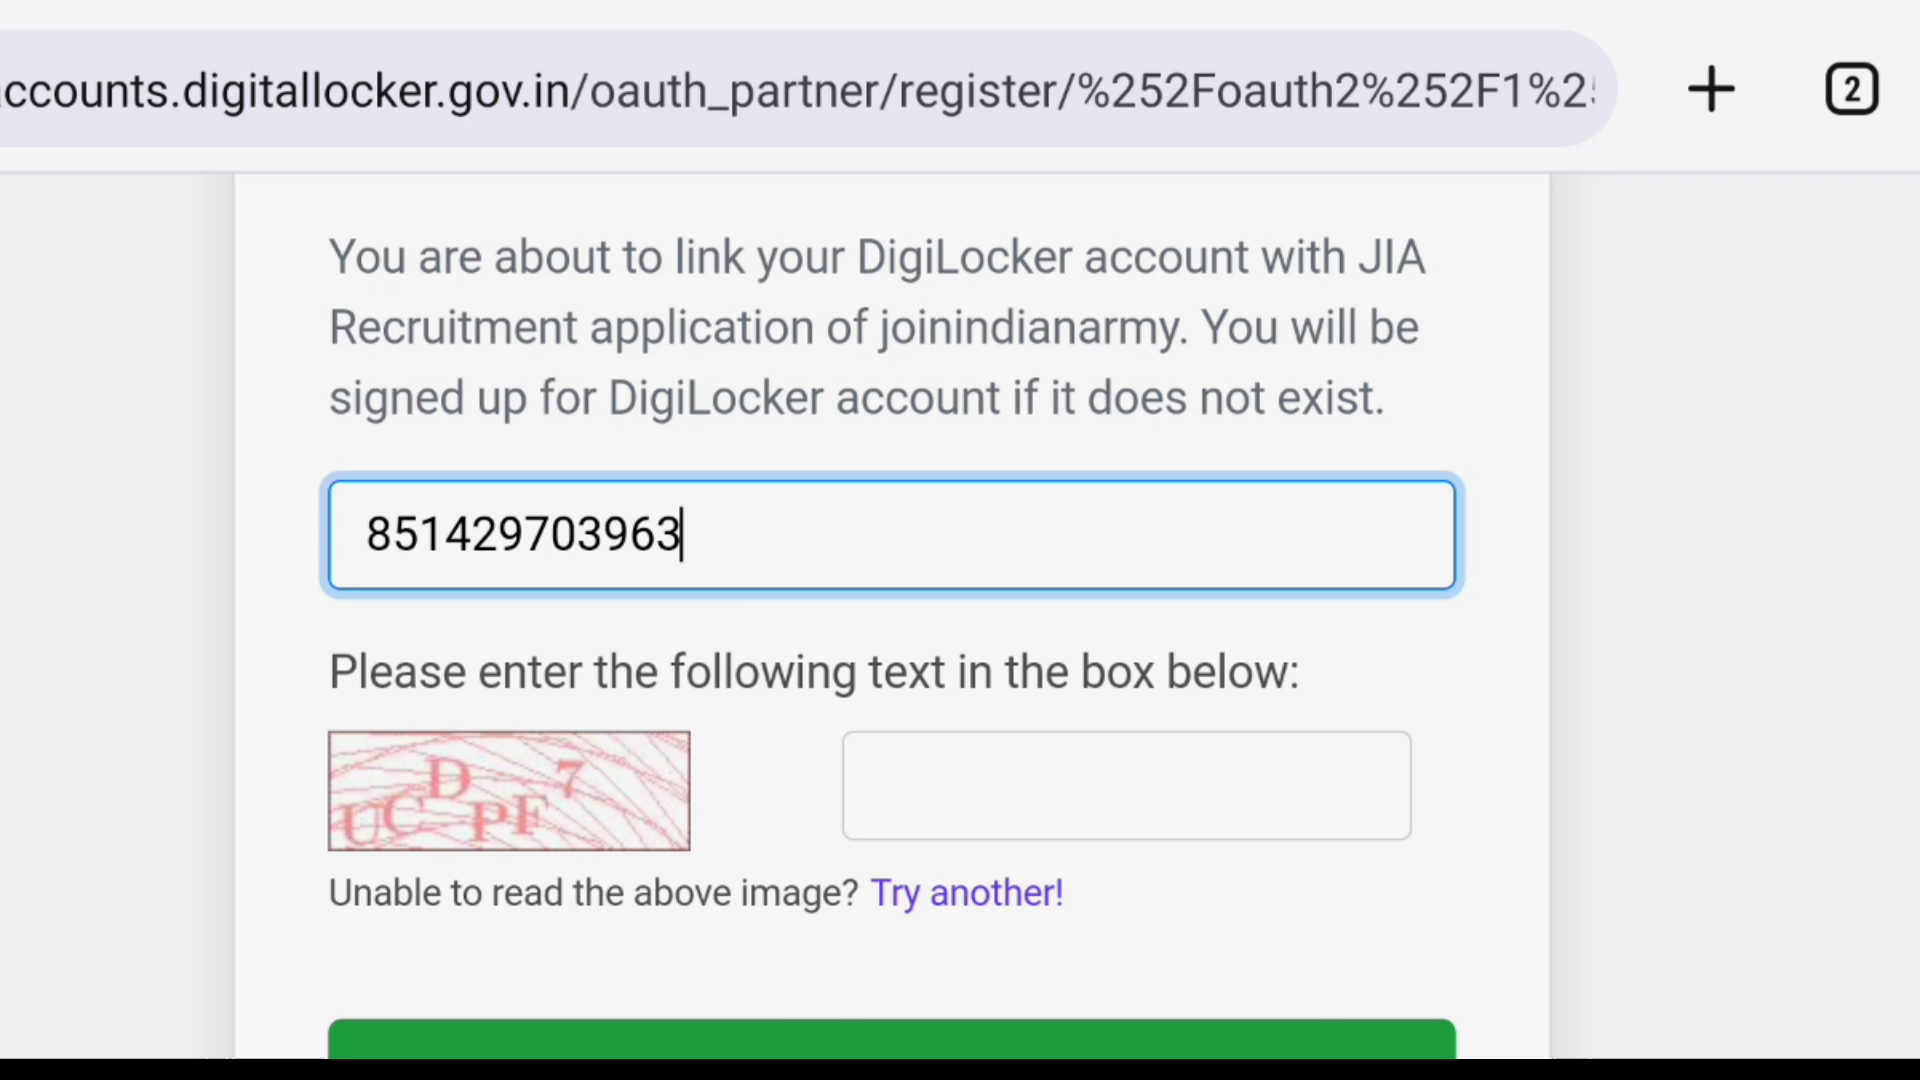 ccounts.digitallocker.gov.in/oauth_partner/register/%252Foauth2%252F1%2
2
You are about to link your DigiLocker account with JIA
Recruitment application of joinindianarmy. You will be
signed up for DigiLocker account if it does not exist.
851429703963
Please enter the following text in the box below:
UCDPF7
Unable to read the above image? Try another!